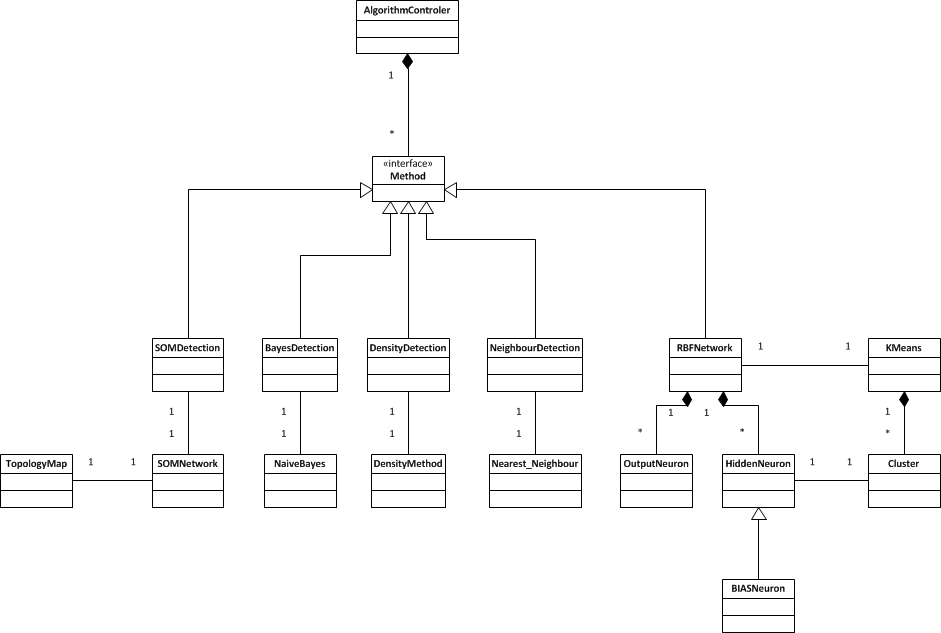 AlgorithmControler
1
*
«interface»
Method
SOMDetection
BayesDetection
DensityDetection
NeighbourDetection
RBFNetwork
1
1
KMeans
1
1
1
1
1
1
1
*
1
1
1
1
*
*
TopologyMap
1
1
SOMNetwork
NaiveBayes
DensityMethod
Nearest_Neighbour
OutputNeuron
HiddenNeuron
1
1
Cluster
BIASNeuron